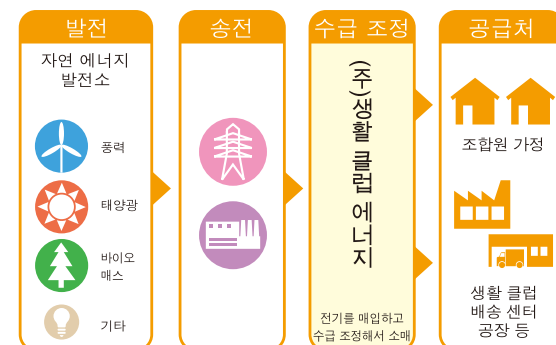 발전
자연 에너지
발전소
풍력
태양광
바이오
매스
기타
송전
수급 조정
(주)생활 클럽 에너지
전기를 매입하고
수급 조정해서 소매
공급처
조합원 가정
생활 클럽
배송 센터
공장 등